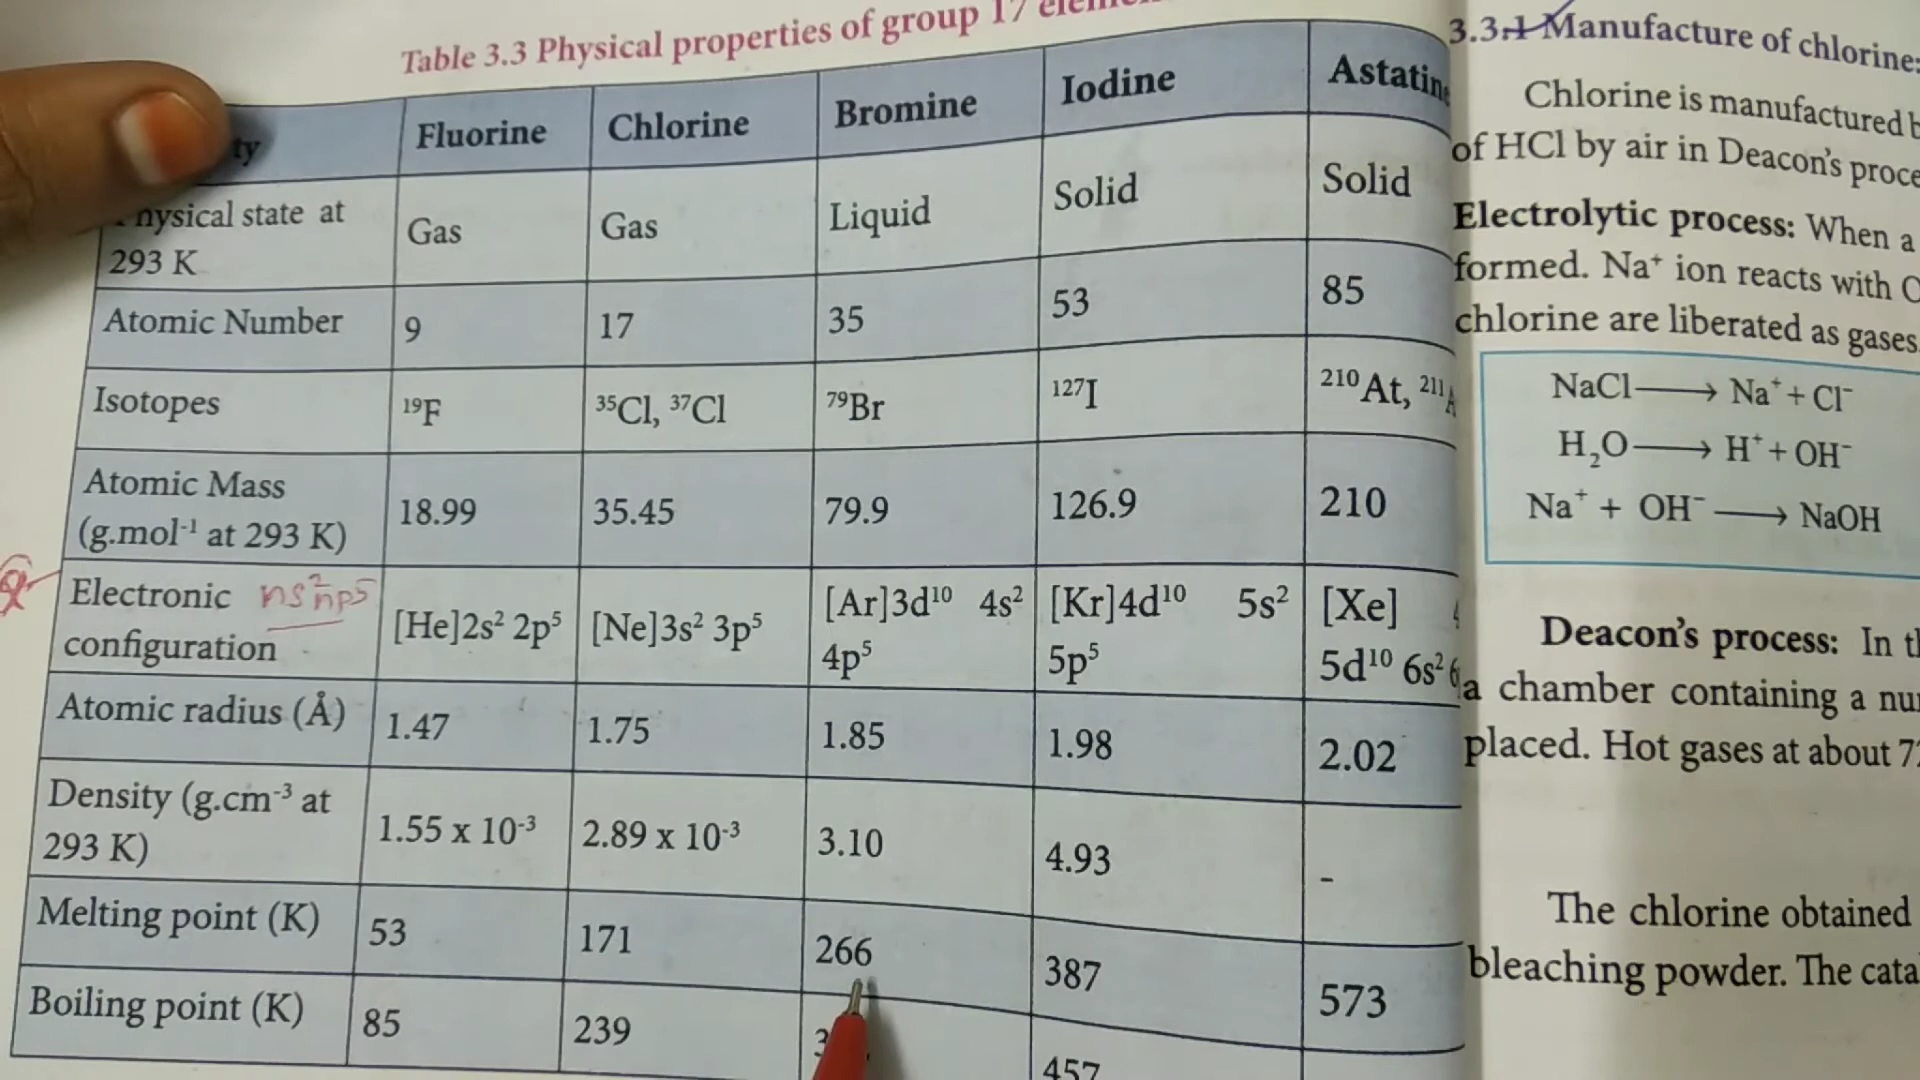 Table 3.3 Physical properties of group 17
Fluorine Chlorine Bromine Iodine
Physical state at 293 K Gas Gas Liquid Solid Solid
Atomic Number 9 17 35 53 85
Isotopes ¹⁹F ³⁵Cl, ³⁷Cl ⁷⁹Br ¹²⁷I ²¹⁰At, ²¹¹
Atomic Mass (g.mol⁻¹ at 293 K) 18.99 35.45 79.9 126.9 210
Electronic configuration ns²np⁵ [He]2s² 2p⁵ [Ne]3s² 3p⁵ [Ar]3d¹⁰ 4s² 4p⁵ [Kr]4d¹⁰ 5s² 5p⁵ [Xe] 5d¹⁰ 6s²
Atomic radius (Å) 1.47 1.75 1.85 1.98 2.02
Density (g.cm⁻³ at 293 K) 1.55 x 10⁻³ 2.89 x 10⁻³ 3.10 4.93 -
Melting point (K) 53 171 266 387 573
Boiling point (K) 85 239 457
3.3.1 Manufacture of chlorine:
Chlorine is manufactured
of HCl by air in Deacon's
Electrolytic process: When a
formed. Na⁺ ion reacts with
chlorine are liberated as gases.
NaCl⟶ Na⁺ + Cl⁻
H₂O⟶ H⁺ + OH⁻
Na⁺ + OH⁻ ⟶ NaOH
Deacon's process: In
a chamber containing a
placed. Hot gases at about
The chlorine obtained
bleaching powder. The